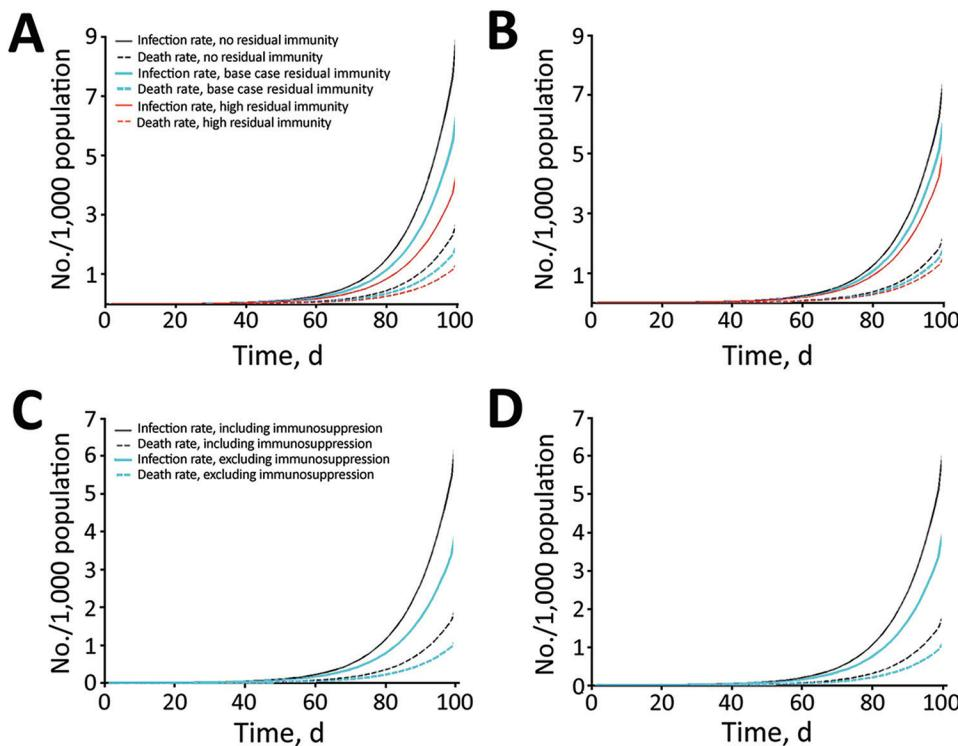 A
No./1,000 population
9
7
5
3
1
Infection rate, no residual immunity
Death rate, no residual immunity
Infection rate, base case residual immunity
Death rate, base case residual immunity
Infection rate, high residual immunity
Death rate, high residual immunity
0 20 40 60 80 100
Time, d
B
No./1,000 population
9
7
5
3
1
0 20 40 60 80 100
Time, d
C
No./1,000 population
7
6
5
4
3
2
1
0
Infection rate, including immunosuppresion
Death rate, including immunosuppression
Infection rate, excluding immunosuppression
Death rate, excluding immunosuppression
0 20 40 60 80 100
Time, d
D
No./1,000 population
7
6
5
4
3
2
1
0
0 20 40 60 80 100
Time, d